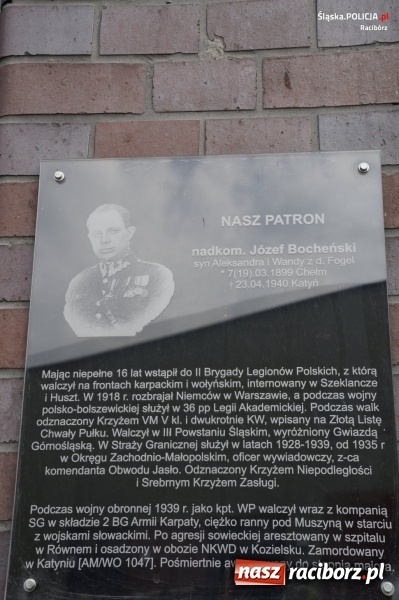 Śląska.POLICJA.pl
Racibórz
NASZ PATRON
nadkom. Józef Bocheński
syn Aleksandra i Wandy z d. Fogel
* 7(19).03.1899 Chełm
† 23.04.1940 Katyń
Mając niepełne 16 lat wstąpił do II Brygady Legionów Polskich, z którą
walczył na frontach karpackim i wołyńskim, internowany w Szeklancze
i Huszt. W 1918 r. rozbrajał Niemców w Warszawie, a podczas wojny
polsko-bolszewickiej służył w 36 pp Legii Akademickiej. Podczas walk
odznaczony Krzyżem VM V kl. i dwukrotnie KW, wpisany na Złotą Listę
Chwały Pułku. Walczył w III Powstaniu Śląskim, wyróżniony Gwiazdą
Górnośląską. W Straży Granicznej służył w latach 1928-1939, od 1935 r
w Okręgu Zachodnio-Małopolskim, oficer wywiadowczy, z-ca
komendanta Obwodu Jasło. Odznaczony Krzyżem Niepodległości
i Srebrnym Krzyżem Zasługi.
Podczas wojny obronnej 1939 r. jako kpt. WP walczył wraz z kompanią
SG w składzie 2 BG Armii Karpaty, ciężko ranny pod Muszyną w starciu
z wojskami słowackimi. Po agresji sowieckiej aresztowany w szpitalu
w Równem i osadzony w obozie NKWD w Kozielsku. Zamordowany
w Katyniu [AM/WO 1047]. Pośmiertnie do stopnia majora.
nasz raciborz.pl